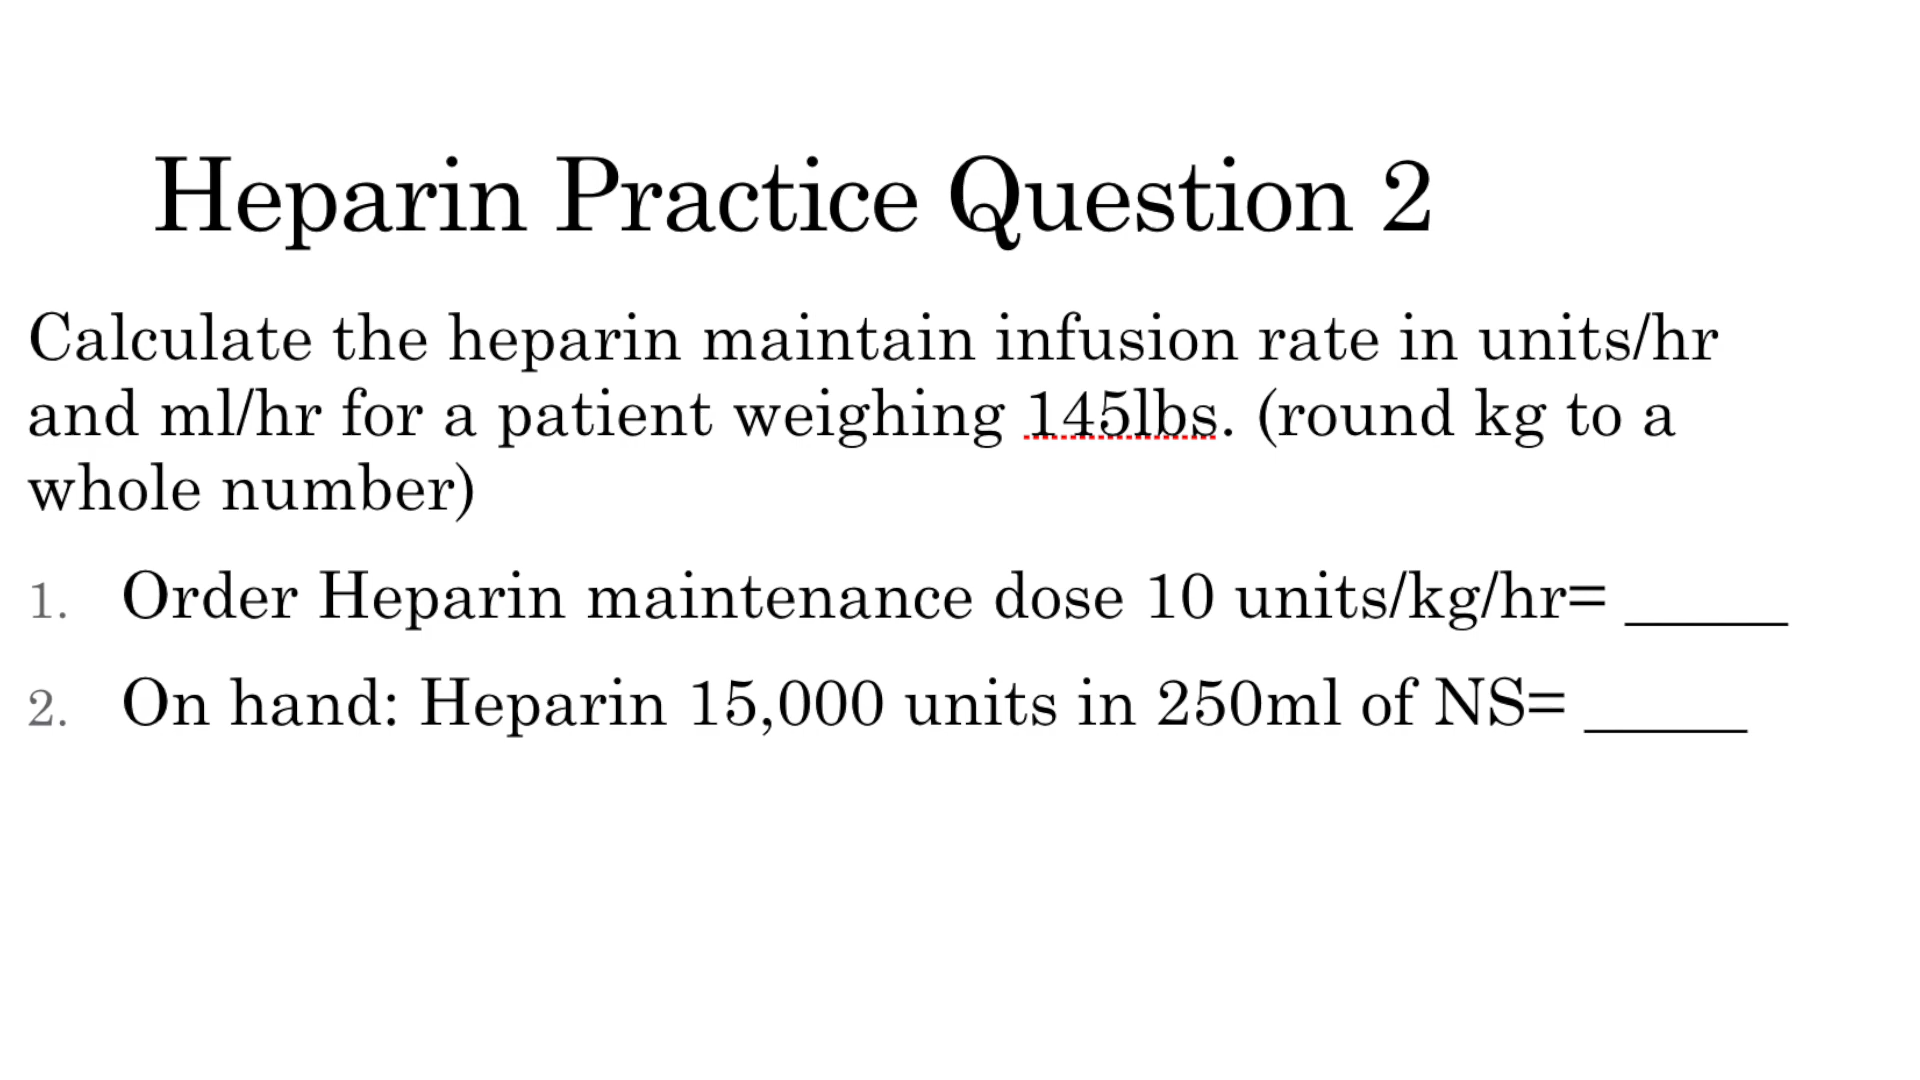 Heparin Practice Question 2
Calculate the heparin maintain infusion rate in units/hr
and ml/hr for a patient weighing 145lbs. (round kg to a
whole number)
1. Order Heparin maintenance dose 10 units/kg/hr= _____
2. On hand: Heparin 15,000 units in 250ml of NS= _____